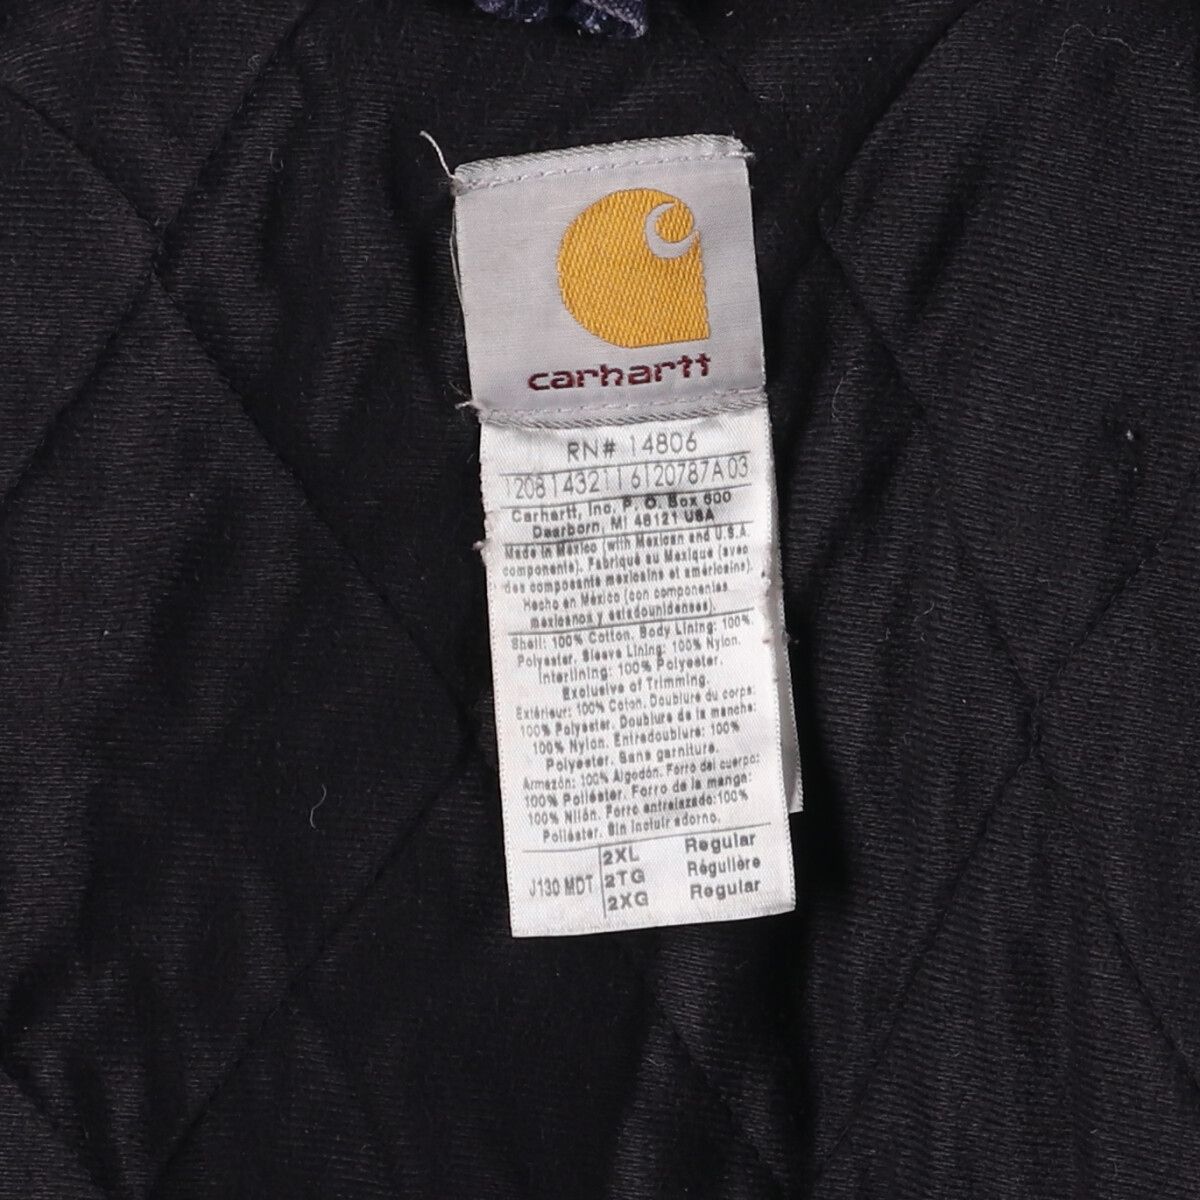 carhartt
RN# 14806
12081432116120787A03
Carhartt, Inc. P. O. Box 600
Dearborn, MI 48121 USA
Made in Mexico (with Mexican and U.S.A.
components). Fabriqué au Mexique (avec
des composants mexicains et américains).
Hecho en México (con componentes
mexicanos y estadounidenses).
Shell: 100% Cotton. Body Lining: 100%
Polyester. Sleeve Lining: 100% Nylon.
Interlining: 100% Polyester.
Exclusive of Trimming.
Extérieur: 100% Coton. Doublure du corps:
100% Polyester. Doublure de la manche:
100% Nylon. Entredoublure: 100%
Polyester. Sans garniture.
Armazón: 100% Algodón. Forro del cuerpo:
100% Poliéster. Forro de la manga:
100% Nilón. Forro entrelazado:100%
Poliéster. Sin incluir adorno.
J130 MDT
2XL Regular
2TG Régulière
2XG Regular